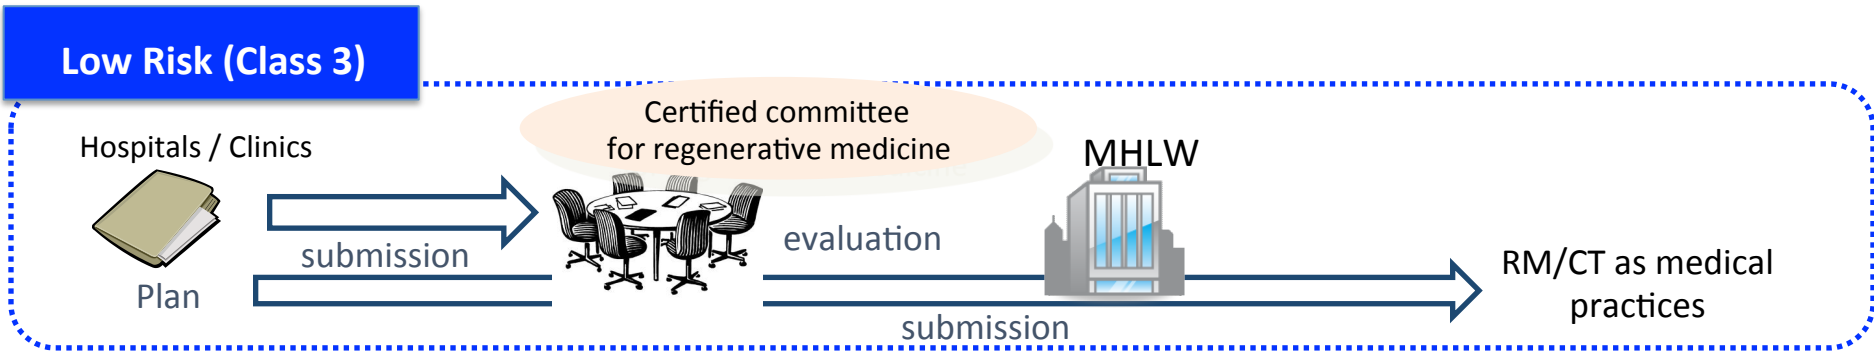 Low Risk (Class 3)
Certified committee
for regenerative medicine
Hospitals / Clinics
MHLW
submission
evaluation
Plan
submission
RM/CT as medical
practices